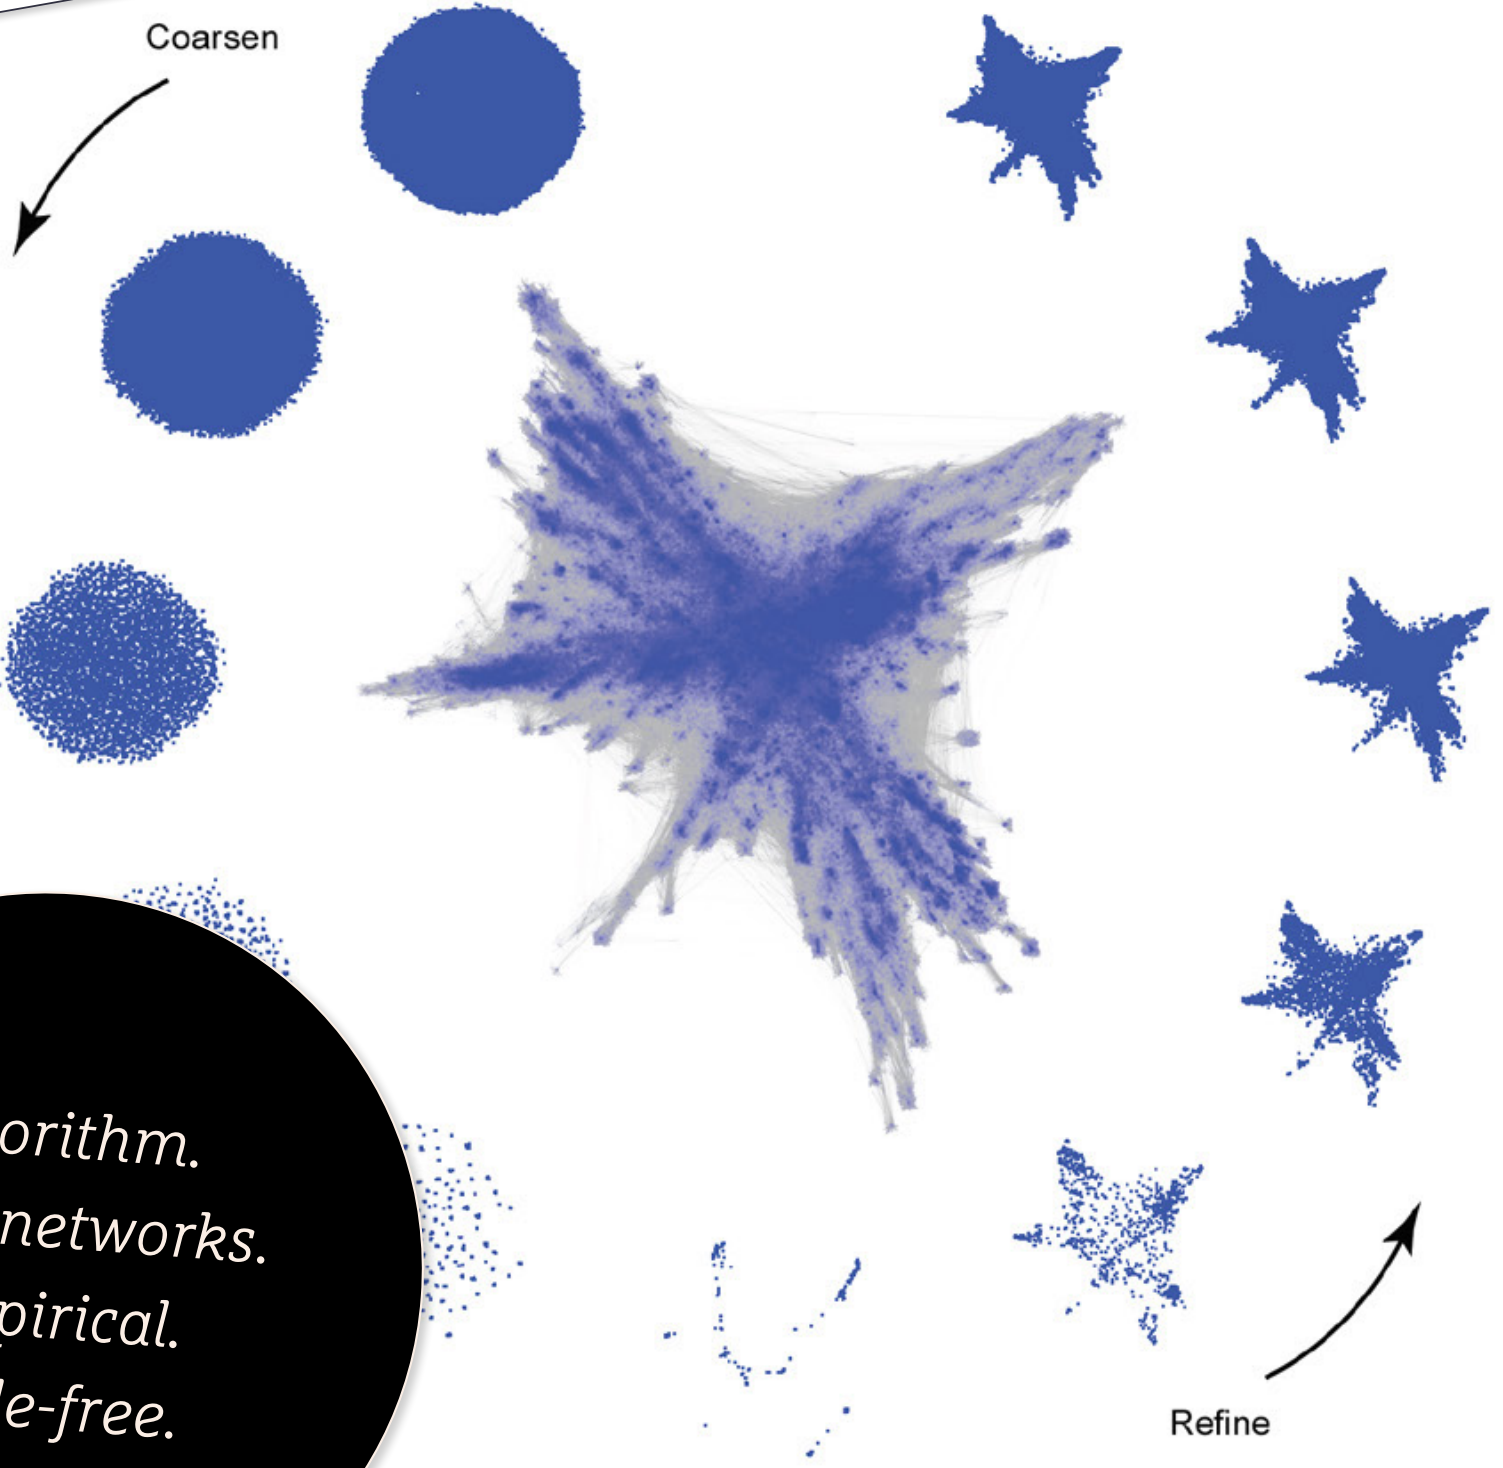 Coarsen
orithm.
networks.
pirical.
le-free.
Refine